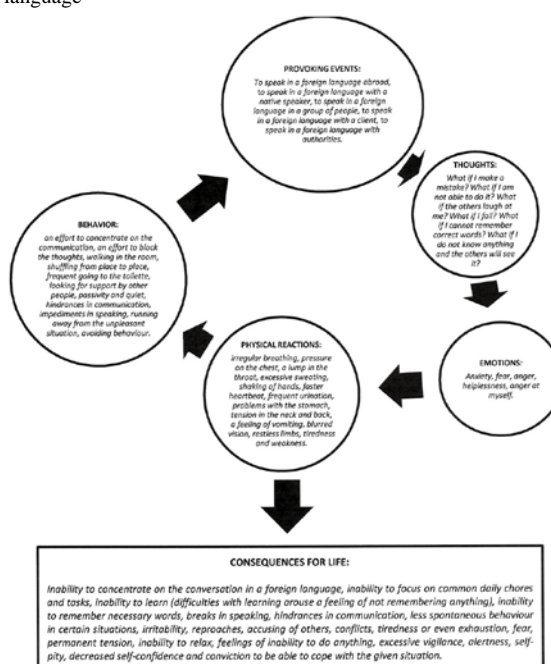 language
PROVOKING EVENTS:
To speak in a foreign language abroad,
to speak in a foreign language with a
native speaker, to speak in a foreign
language in a group of people, to speak
in a foreign language with a client, to
speak in a foreign language with
authorities.
THOUGHTS:
What if I make a
mistake? What if I am
not able to do it? What
if the others laugh at
me? What if I fail? What
if I cannot remember
correct words? What if I
do not know anything
and the others will see
it?
EMOTIONS:
Anxiety, fear, anger,
helplessness, anger at
myself.
PHYSICAL REACTIONS:
irregular breathing, pressure
on the chest, a lump in the
throat, excessive sweating,
shaking of hands, faster
heartbeat, frequent urination,
problems with the stomach,
tension in the neck and back,
a feeling of vomiting, blurred
vision, restless limbs, tiredness
and weakness.
BEHAVIOR:
an effort to concentrate on the
communication, an effort to block
the thoughts, walking in the room,
shuffling from place to place,
frequent going to the toilette,
looking for support by other
people, passivity and quiet,
hindrances in communication,
impediments in speaking, running
away from the unpleasant
situation, avoiding behaviour.
CONSEQUENCES FOR LIFE:
Inability to concentrate on the conversation in a foreign language, inability to focus on common daily chores
and tasks, inability to learn (difficulties with learning arouse a feeling of not remembering anything), inability
to remember necessary words, breaks in speaking, hindrances in communication, less spontaneous behaviour
in certain situations, irritability, reproaches, accusing of others, conflicts, tiredness or even exhaustion, fear,
permanent tension, inability to relax, feelings of inability to do anything, excessive vigilance, alertness, self-
pity, decreased self-confidence and conviction to be able to cope with the given situation.